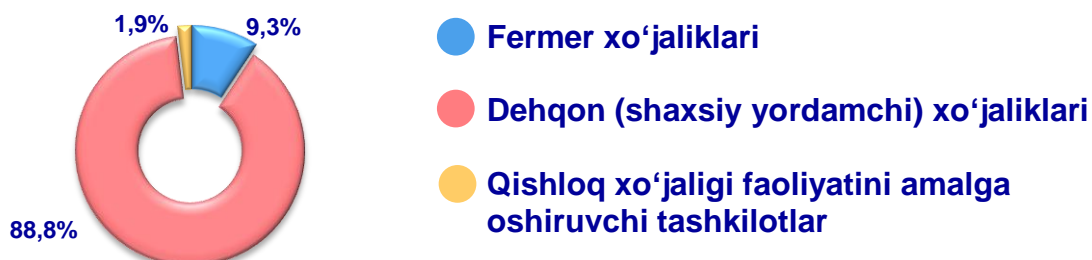 1,9%
9,3%
88,8%
Fermer xo‘jaliklari
Dehqon (shaxsiy yordamchi) xo‘jaliklari
Qishloq xo‘jaligi faoliyatini amalga
oshiruvchi tashkilotlar